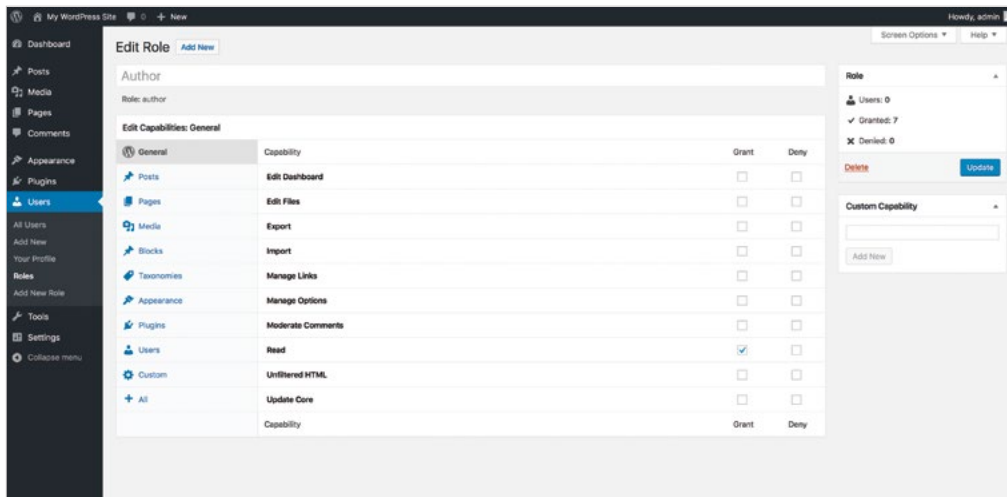 My WordPress Site 0 + New Howdy, admin
Dashboard
Posts
Media
Pages
Comments
Appearance
Plugins
Users
All Users
Add New
Your Profile
Roles
Add New Role
Tools
Settings
Collapse menu
Screen Options Help
Edit Role Add New
Author
Role: author
Edit Capabilities: General
General
Posts
Pages
Media
Blocks
Taxonomies
Appearance
Plugins
Users
Custom
+ All
Capability Grant Deny
Edit Dashboard
Edit Files
Export
Import
Manage Links
Manage Options
Moderate Comments
Read
Unfiltered HTML
Update Core
Capability Grant Deny
Role
Users: 0
Granted: 7
Denied: 0
Delete Update
Custom Capability
Add New